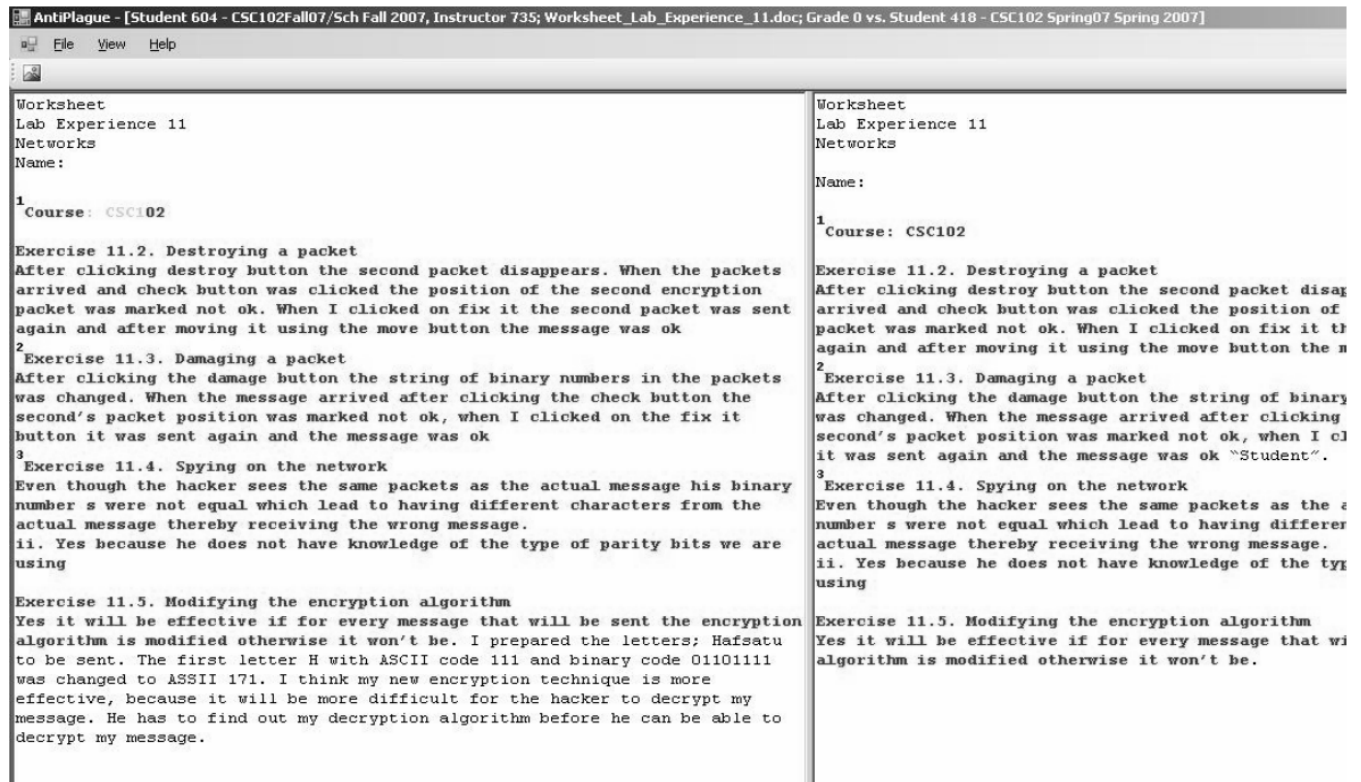 AntiPlague - [Student 604 - CSC102Fall07/Sch Fall 2007, Instructor 735; Worksheet_Lab_Experience_11.doc; Grade 0 vs. Student 418 - CSC102 Spring07 Spring 2007]
File View Help
Worksheet
Lab Experience 11
Networks
Name:
1
Course: CSC102
Exercise 11.2. Destroying a packet
After clicking destroy button the second packet disappears. When the packets
arrived and check button was clicked the position of the second encryption
packet was marked not ok. When I clicked on fix it the second packet was sent
again and after moving it using the move button the message was ok
2
Exercise 11.3. Damaging a packet
After clicking the damage button the string of binary numbers in the packets
was changed. When the message arrived after clicking the check button the
second's packet position was marked not ok, when I clicked on the fix it
button it was sent again and the message was ok
3
Exercise 11.4. Spying on the network
Even though the hacker sees the same packets as the actual message his binary
number s were not equal which lead to having different characters from the
actual message thereby receiving the wrong message.
ii. Yes because he does not have knowledge of the type of parity bits we are
using
Exercise 11.5. Modifying the encryption algorithm
Yes it will be effective if for every message that will be sent the encryption
algorithm is modified otherwise it won't be. I prepared the letters; Hafsatu
to be sent. The first letter H with ASCII code 111 and binary code 01101111
was changed to ASSII 171. I think my new encryption technique is more
effective, because it will be more difficult for the hacker to decrypt my
message. He has to find out my decryption algorithm before he can be able to
decrypt my message.
Worksheet
Lab Experience 11
Networks
Name:
1
Course: CSC102
Exercise 11.2. Destroying a packet
After clicking destroy button the second packet
arrived and check button was clicked the position of
packet was marked not ok. When I clicked on fix it
again and after moving it using the move button the
2
Exercise 11.3. Damaging a packet
After clicking the damage button the string of binary
was changed. When the message arrived after clicking
second's packet position was marked not ok, when I
it was sent again and the message was ok "Student".
3
Exercise 11.4. Spying on the network
Even though the hacker sees the same packets as the
number s were not equal which lead to having
actual message thereby receiving the wrong message.
ii. Yes because he does not have knowledge of the
using
Exercise 11.5. Modifying the encryption algorithm
Yes it will be effective if for every message that
algorithm is modified otherwise it won't be.